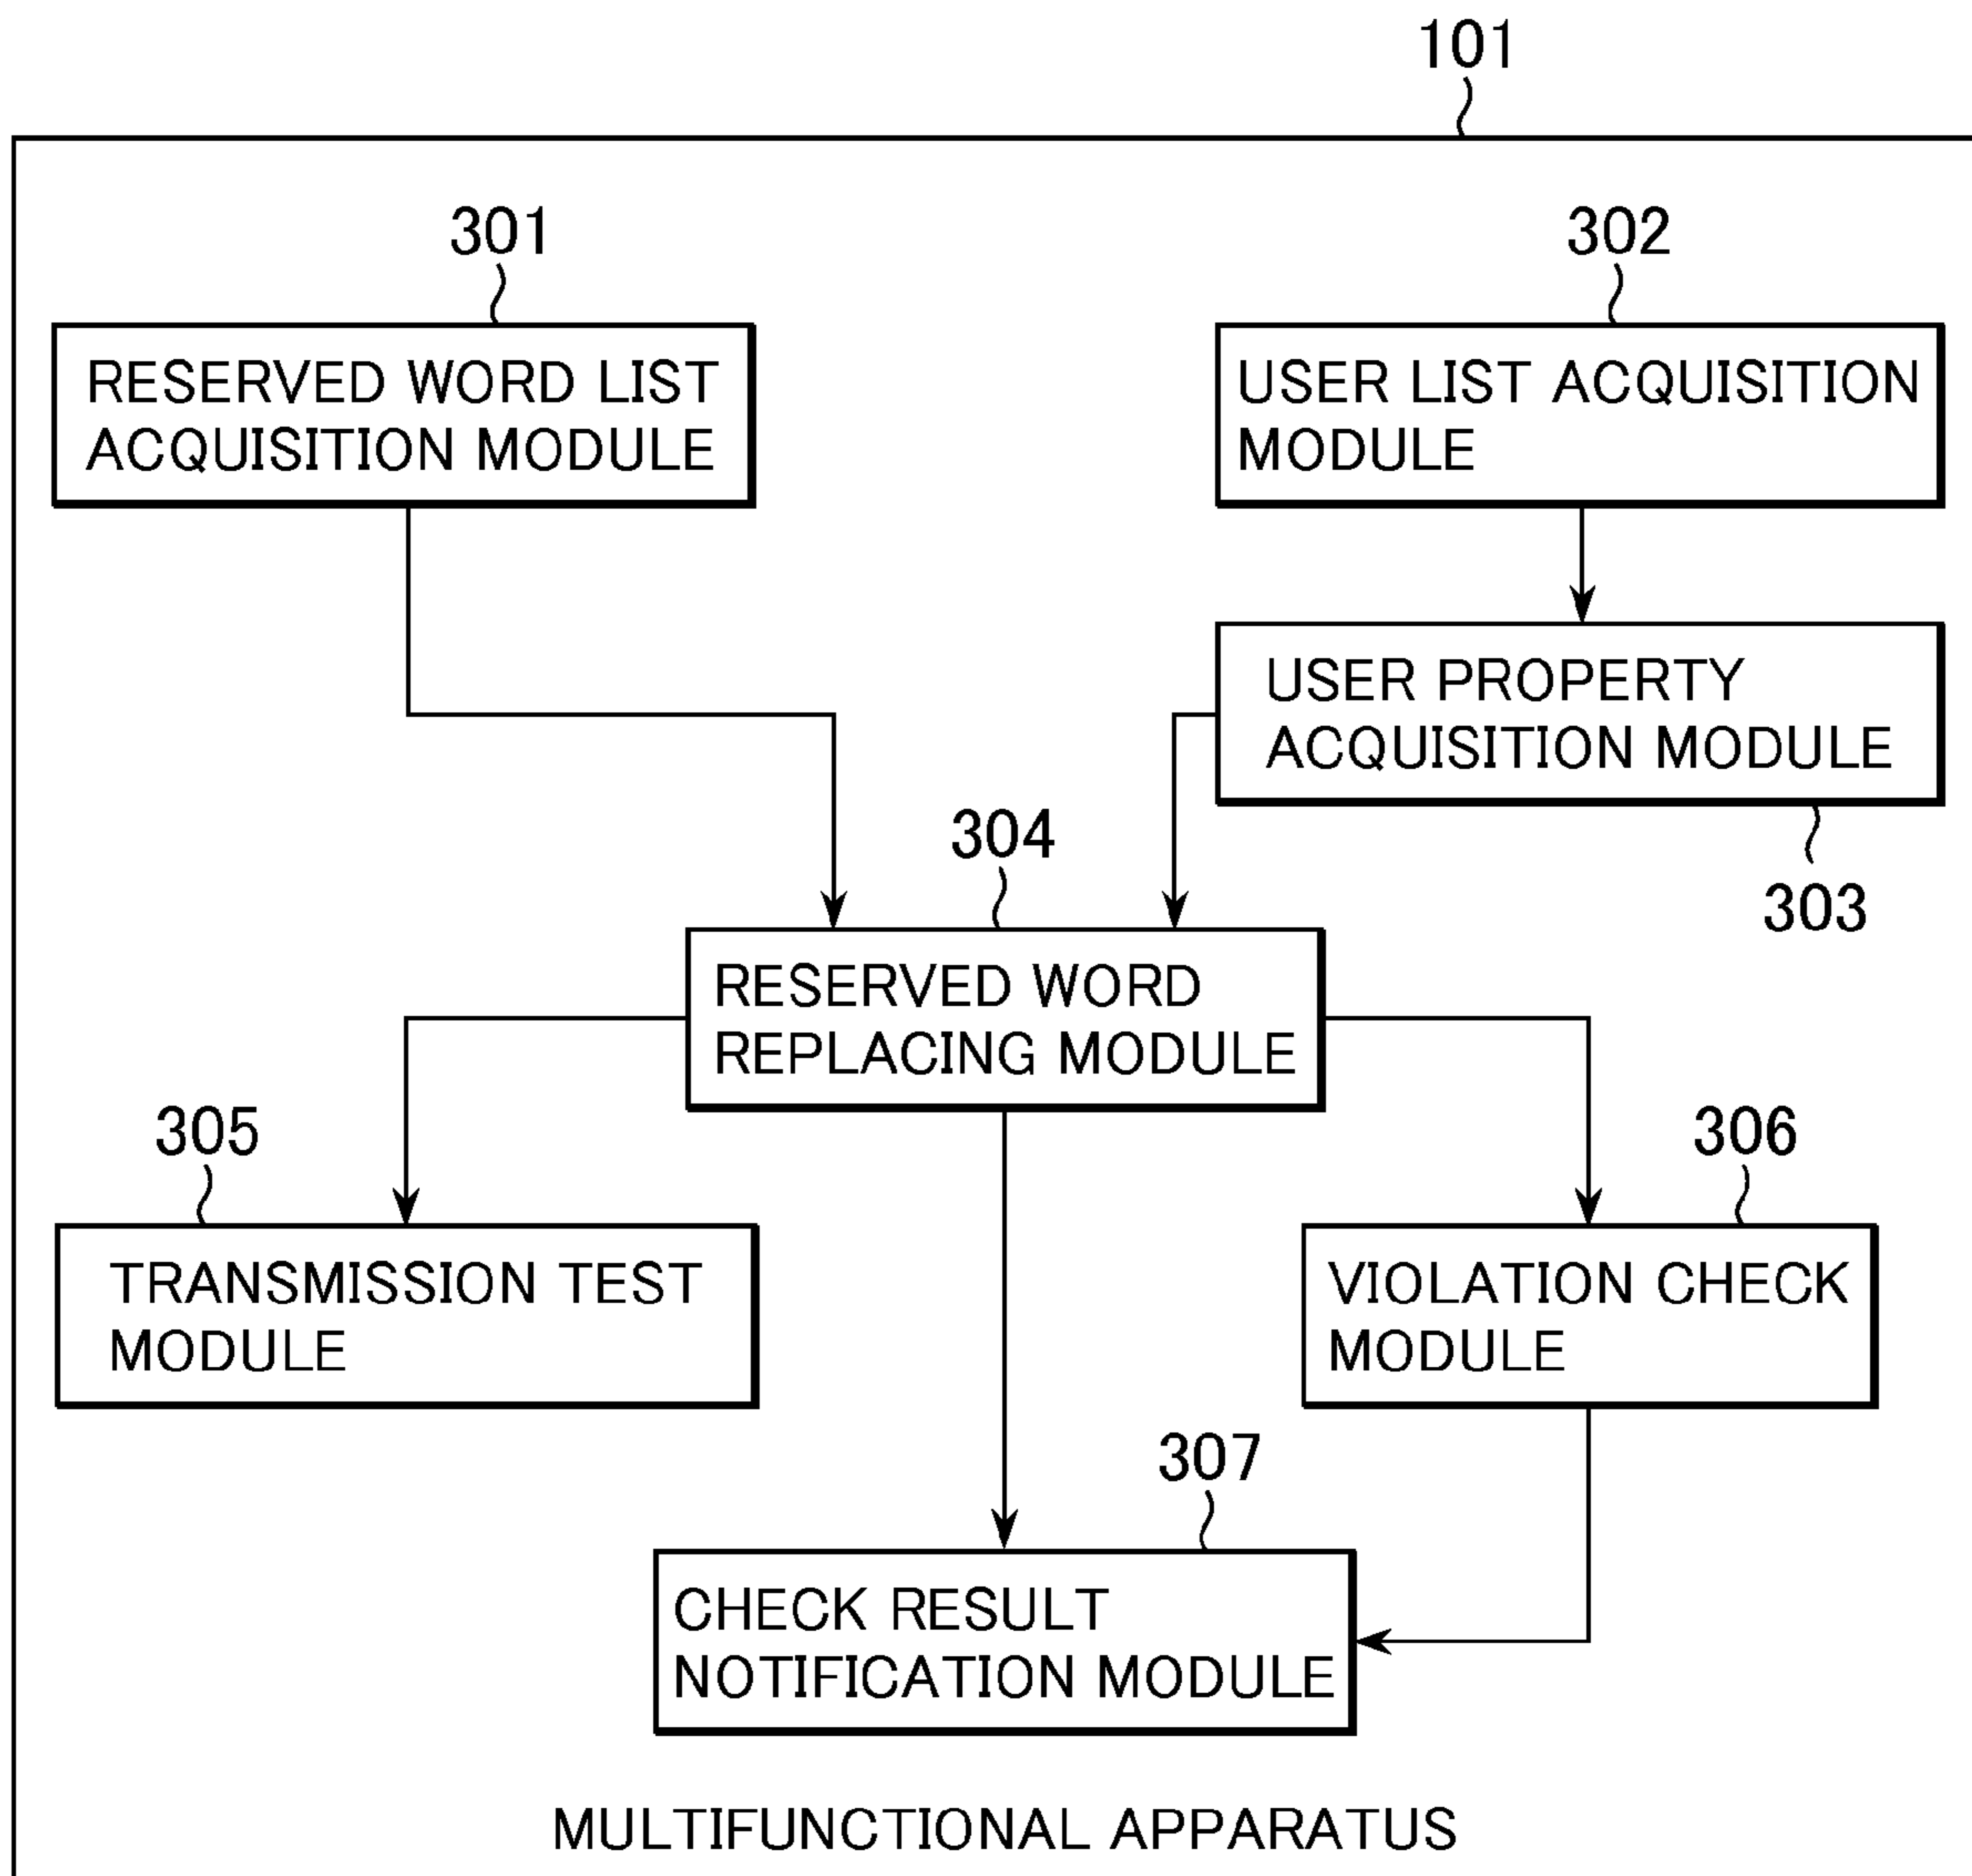 101
301
302
RESERVED WORD LIST
ACQUISITION MODULE
USER LIST ACQUISITION
MODULE
USER PROPERTY
ACQUISITION MODULE
303
304
RESERVED WORD
REPLACING MODULE
305
306
TRANSMISSION TEST
MODULE
VIOLATION CHECK
MODULE
307
CHECK RESULT
NOTIFICATION MODULE
MULTIFUNCTIONAL APPARATUS